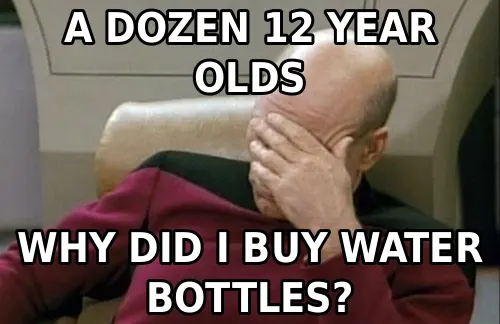 A DOZEN 12 YEAR
OLDS
WHY DID I BUY WATER
BOTTLES?